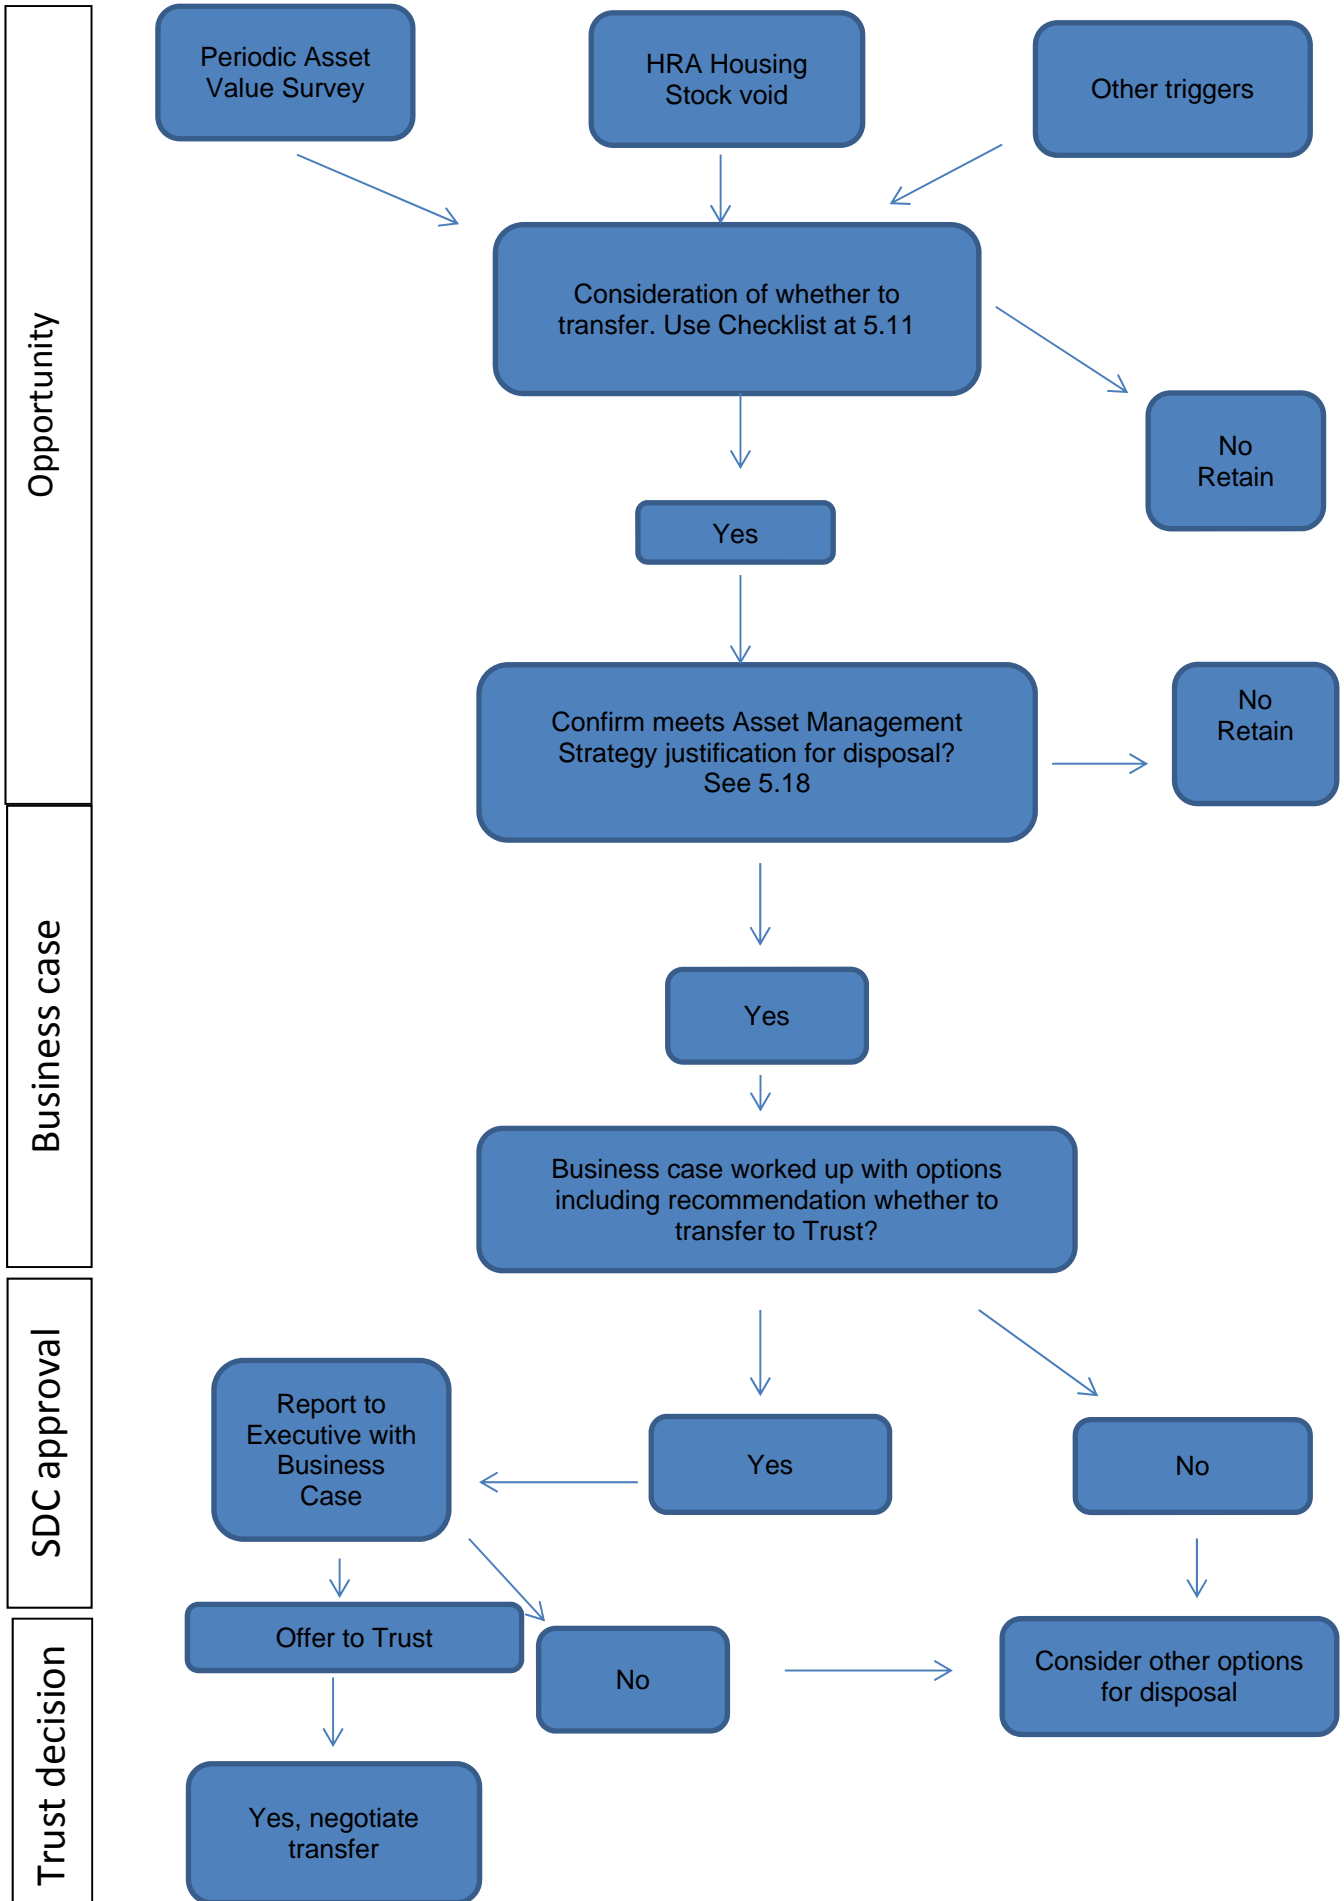 Opportunity
Periodic Asset
Value Survey
HRA Housing
Stock void
Other triggers
Consideration of whether to
transfer. Use Checklist at 5.11
No
Retain
Yes
Confirm meets Asset Management
Strategy justification for disposal?
See 5.18
No
Retain
Business case
Yes
Business case worked up with options
including recommendation whether to
transfer to Trust?
SDC approval
Report to
Executive with
Business
Case
Yes
No
Trust decision
Offer to Trust
No
Consider other options
for disposal
Yes, negotiate
transfer